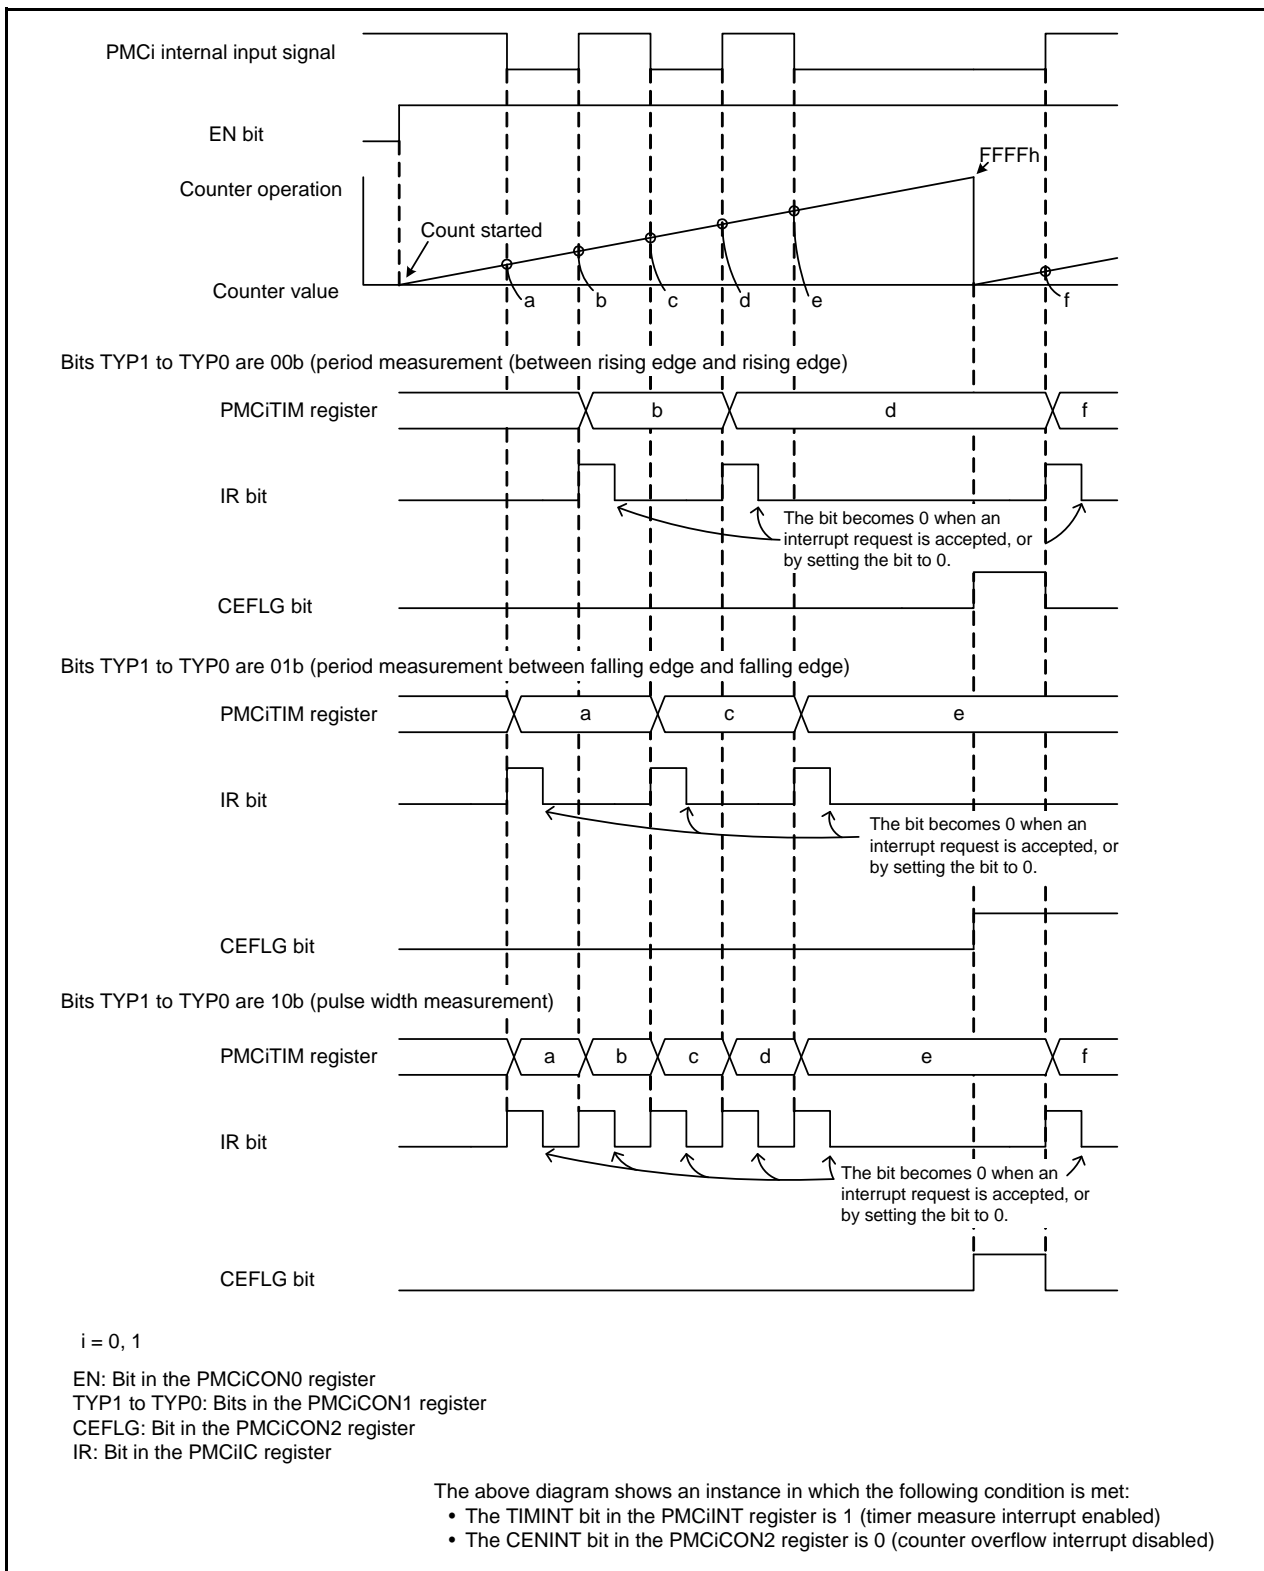 PMCi internal input signal
EN bit
FFFFh
Counter operation
Count started
Counter value
a b c d e f
Bits TYP1 to TYP0 are 00b (period measurement (between rising edge and rising edge)
PMCiTIM register
b d f
IR bit
The bit becomes 0 when an
interrupt request is accepted, or
by setting the bit to 0.
CEFLG bit
Bits TYP1 to TYP0 are 01b (period measurement between falling edge and falling edge)
PMCiTIM register
a c e
IR bit
The bit becomes 0 when an
interrupt request is accepted, or
by setting the bit to 0.
CEFLG bit
Bits TYP1 to TYP0 are 10b (pulse width measurement)
PMCiTIM register
a b c d e f
IR bit
The bit becomes 0 when an
interrupt request is accepted, or
by setting the bit to 0.
CEFLG bit
i = 0, 1
EN: Bit in the PMCiCON0 register
TYP1 to TYP0: Bits in the PMCiCON1 register
CEFLG: Bit in the PMCiCON2 register
IR: Bit in the PMCiIC register
The above diagram shows an instance in which the following condition is met:
• The TIMINT bit in the PMCiINT register is 1 (timer measure interrupt enabled)
• The CENINT bit in the PMCiCON2 register is 0 (counter overflow interrupt disabled)